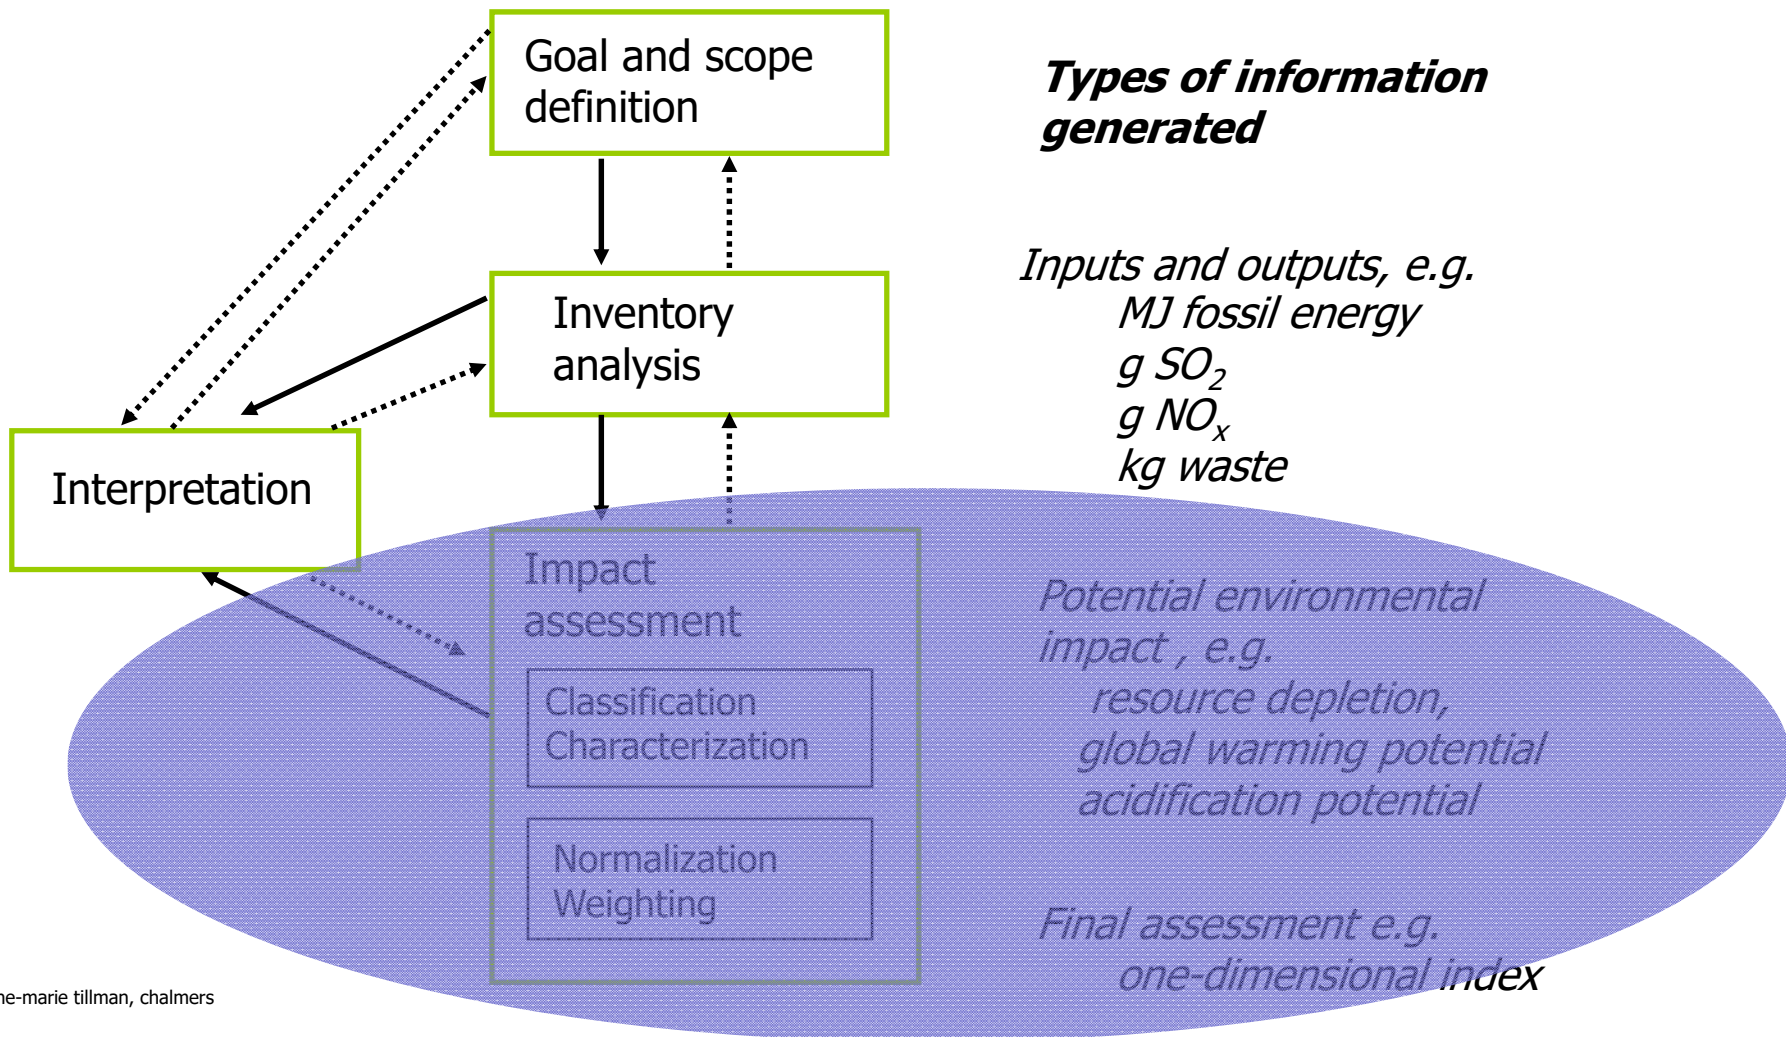 Goal and scope
definition
Types of information
generated
Inventory
analysis
Inputs and outputs, e.g.
MJ fossil energy
g SO₂
g NOₓ
kg waste
Interpretation
Impact
assessment
Classification
Characterization
Normalization
Weighting
Potential environmental
impact , e.g.
resource depletion,
global warming potential
acidification potential
Final assessment e.g.
one-dimensional index
ne-marie tillman, chalmers